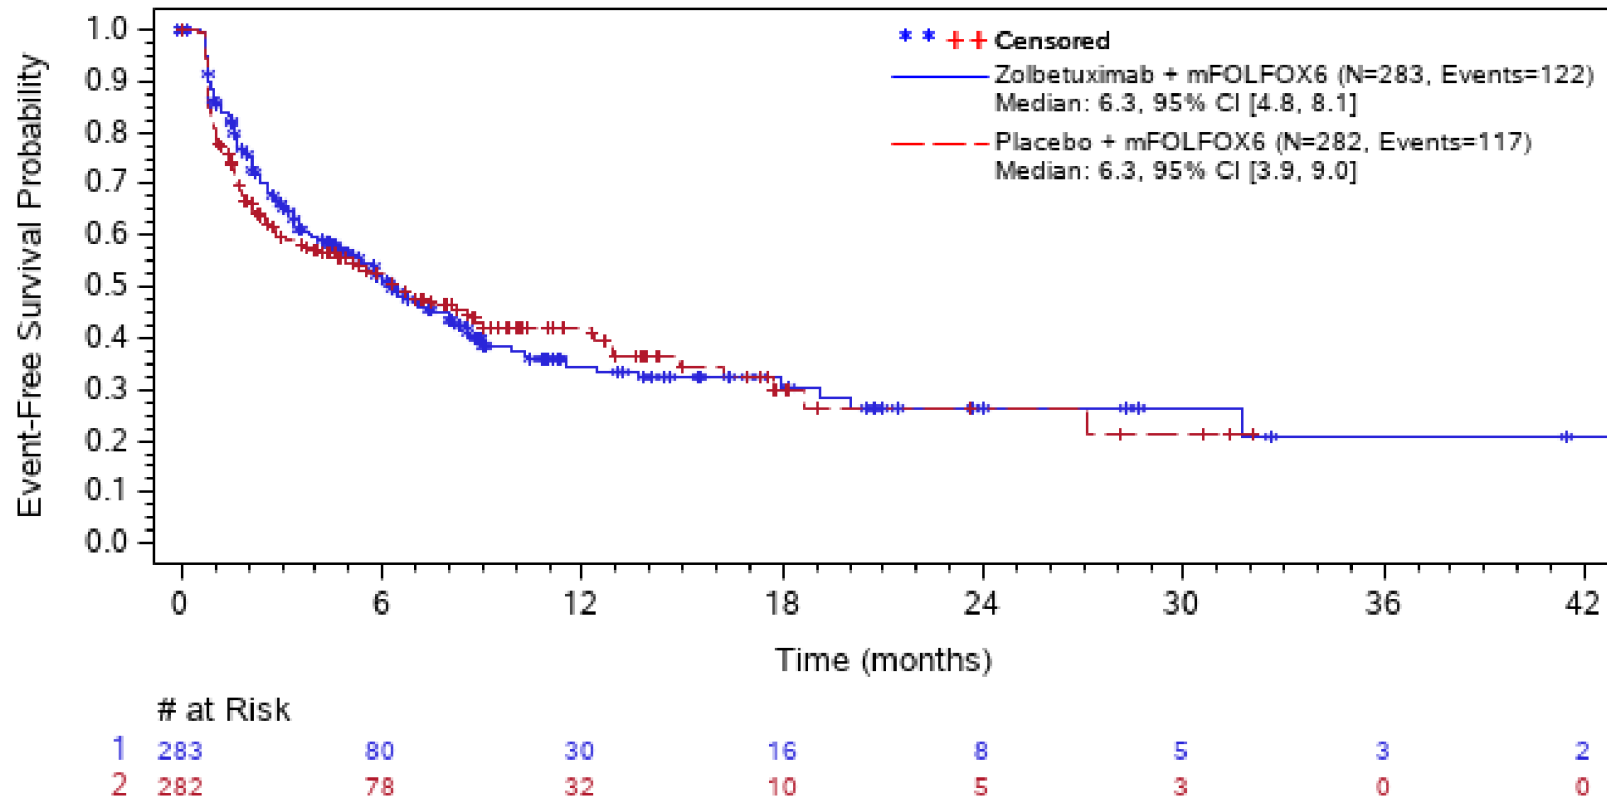 Censored
Zolbetuximab + mFOLFOX6 (N=283, Events=122)
Median: 6.3, 95% CI [4.8, 8.1]
Placebo + mFOLFOX6 (N=282, Events=117)
Median: 6.3, 95% CI [3.9, 9.0]
Event-Free Survival Probability
1.0
0.9
0.8
0.7
0.6
0.5
0.4
0.3
0.2
0.1
0.0
0 6 12 18 24 30 36 42
Time (months)
# at Risk
1 283 80 30 16 8 5 3 2
2 282 78 32 10 5 3 0 0